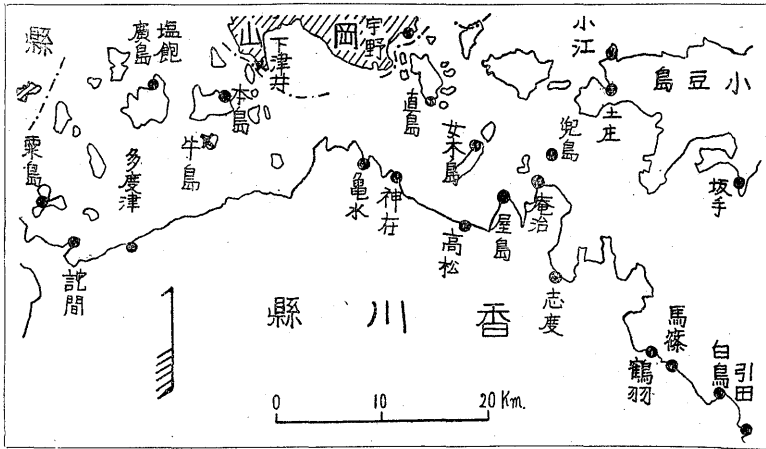 縣
廣島
塩飽
岡山
宇野
下津井
小江
小豆島
土庄
本島
直島
女木島
兜島
坂手
粟島
多度津
牛島
亀水
神在
高松
屋島
庵治
志度
詫間
香川縣
馬篠
鶴羽
白鳥
引田
0 10 20 Km.